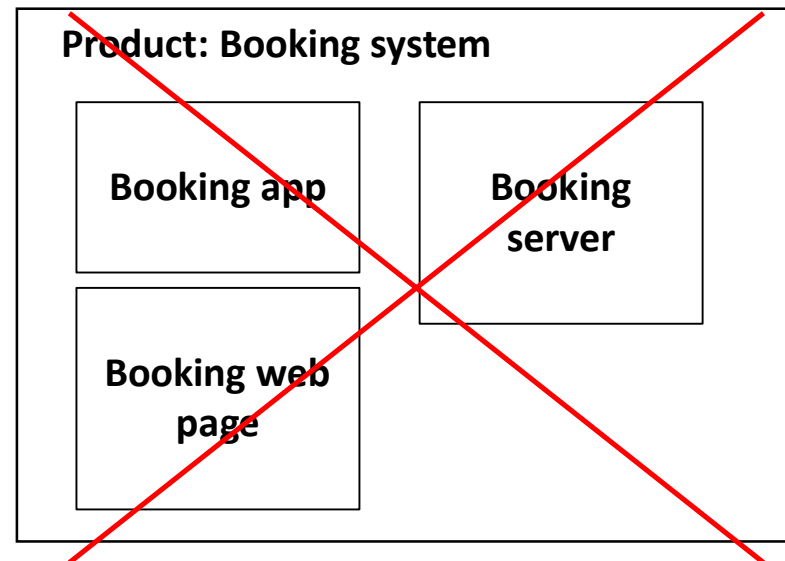 Product: Booking system
Booking app
Booking
server
Booking web
page